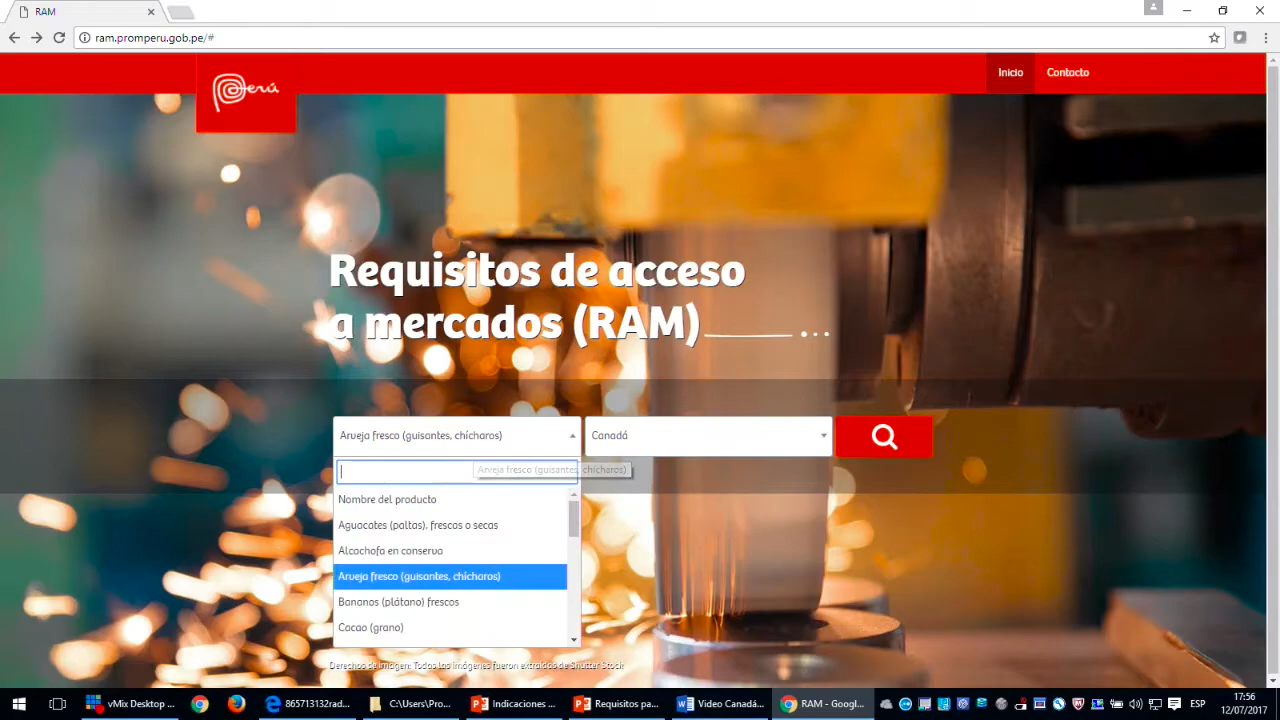 RAM
ram.promperu.gob.pe/#
Perú
Inicio
Contacto
Requisitos de acceso
a mercados (RAM)
Arveja fresco (guisantes, chícharos)
Canadá
Arveja fresco (guisantes, chícharos)
Nombre del producto
Aguacates (paltas), frescas o secas
Alcachofa en conserva
Arveja fresco (guisantes, chícharos)
Bananos (plátano) frescos
Cacao (grano)
Derechos de imágen: Todas las imágenes fueron extraídas de Shutter Stock
vMix Desktop ...
865713132rad...
C:\Users\Pro...
Indicaciones ...
Requisitos pa...
Video Canadá...
RAM - Googl...
ESP
17:56
12/07/2017